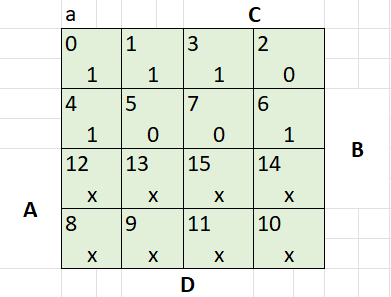 a C
0 1 3 2
1 1 1 0
4 5 7 6
1 0 0 1
B
12 13 15 14
x x x x
A
8 9 11 10
x x x x
D